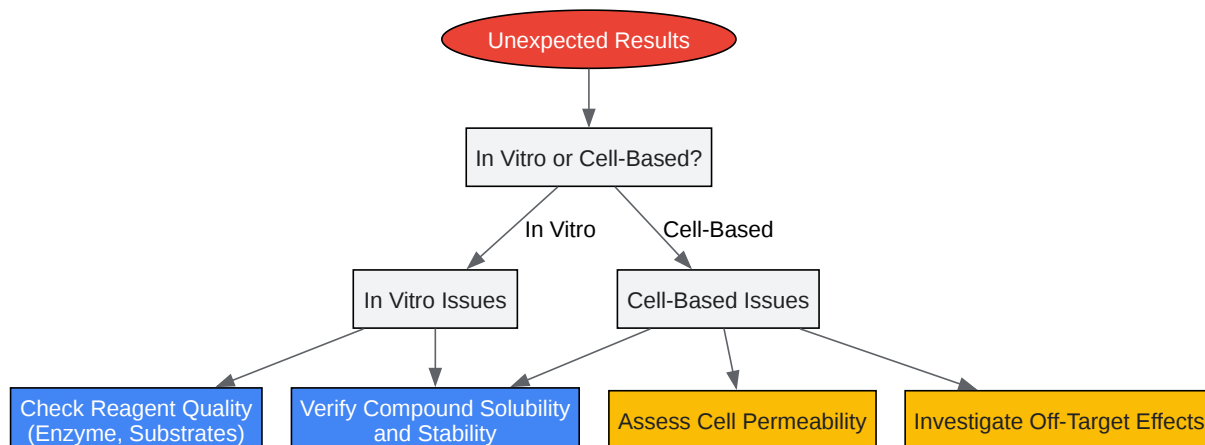 Unexpected Results
In Vitro or Cell-Based?
In Vitro
Cell-Based
In Vitro Issues
Cell-Based Issues
Check Reagent Quality
(Enzyme, Substrates)
Verify Compound Solubility
and Stability
Assess Cell Permeability
Investigate Off-Target Effects